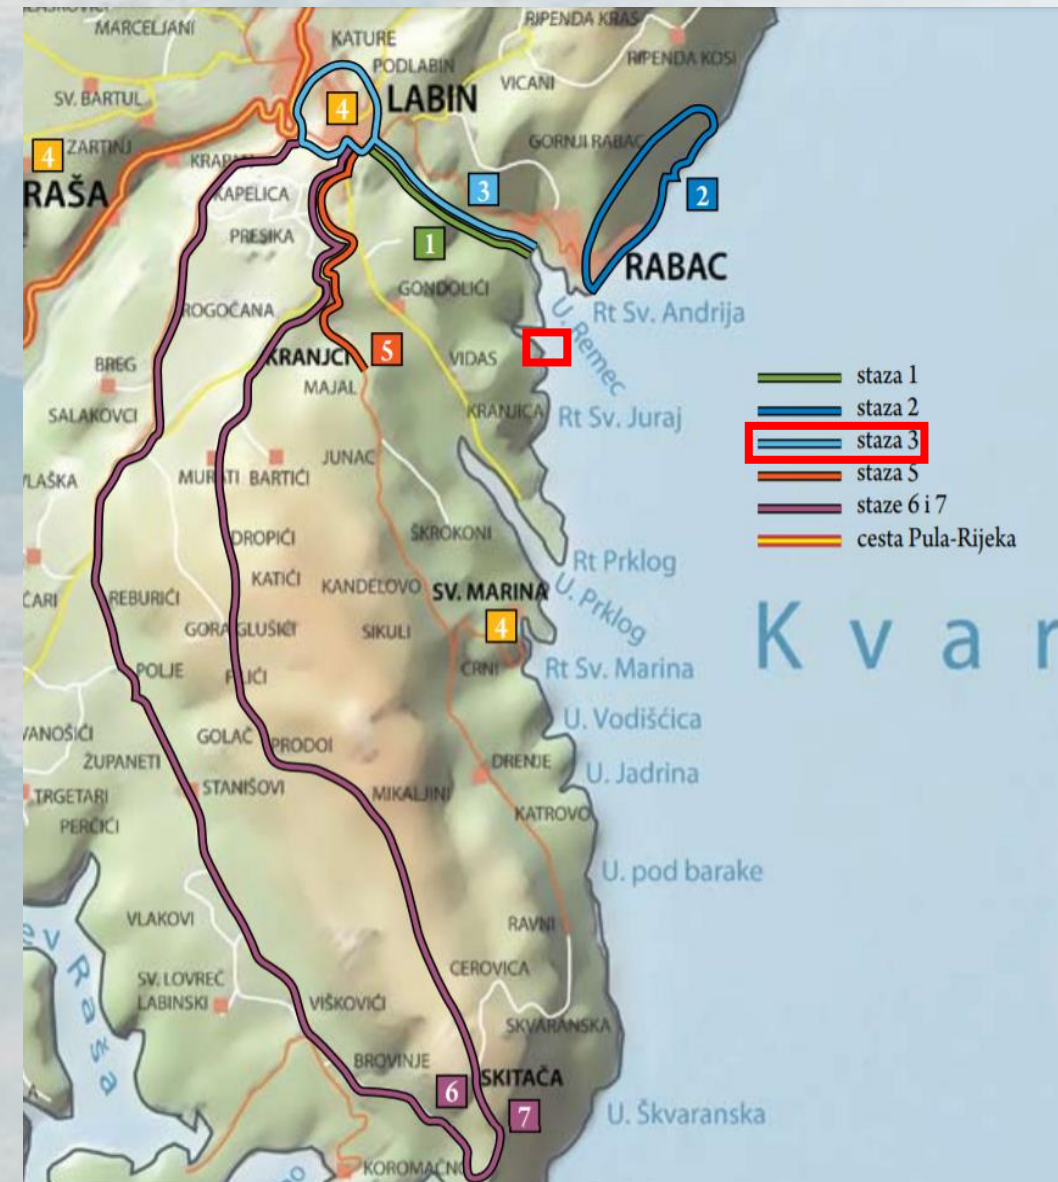 MARCELJANI
RIPENDA KRAS
KATURE
RIPENDA KOSI
PODLABIN
VICANI
LABIN
SV. BARTUL
4
GORNJI RABAC
4
ZARTINJ
RAŠA
KAPELICA
3
2
PRESIKA
1
RABAC
GONDOLIĆI
ROGOČANA
U. Remec
Rt Sv. Andrija
KRANJCI
5
VIDAS
BREG
MAJAL
staza 1
SALAKOVCI
KRANJICA
Rt Sv. Juraj
staza 2
staza 3
JUNAC
staza 5
MURATI
BARTIĆI
staze 6 i 7
ŠKROKONI
cesta Pula-Rijeka
DROPIĆI
Rt Prklog
KATIĆI
KANDELOVO
SV. MARINA
U. Prklog
REBURIĆI
GORA GLUŠIĆI
SIKULI
4
Kvar
POLJE
CRNI
Rt Sv. Marina
U. Vodišćica
GOLAČ
PRODOI
ŽUPANETI
DRENJE
U. Jadrina
TRGETARI
STANIŠOVI
MIKALJINI
KATROVO
PERČIĆI
U. pod barake
VLAKOVI
RAVNI
SV. LOVREČ
LABINSKI
CEROVICA
VIŠKOVIĆI
SKVARANSKA
BROVINJE
SKITAČA
6
7
U. Škvaranska
KOROMAČNO